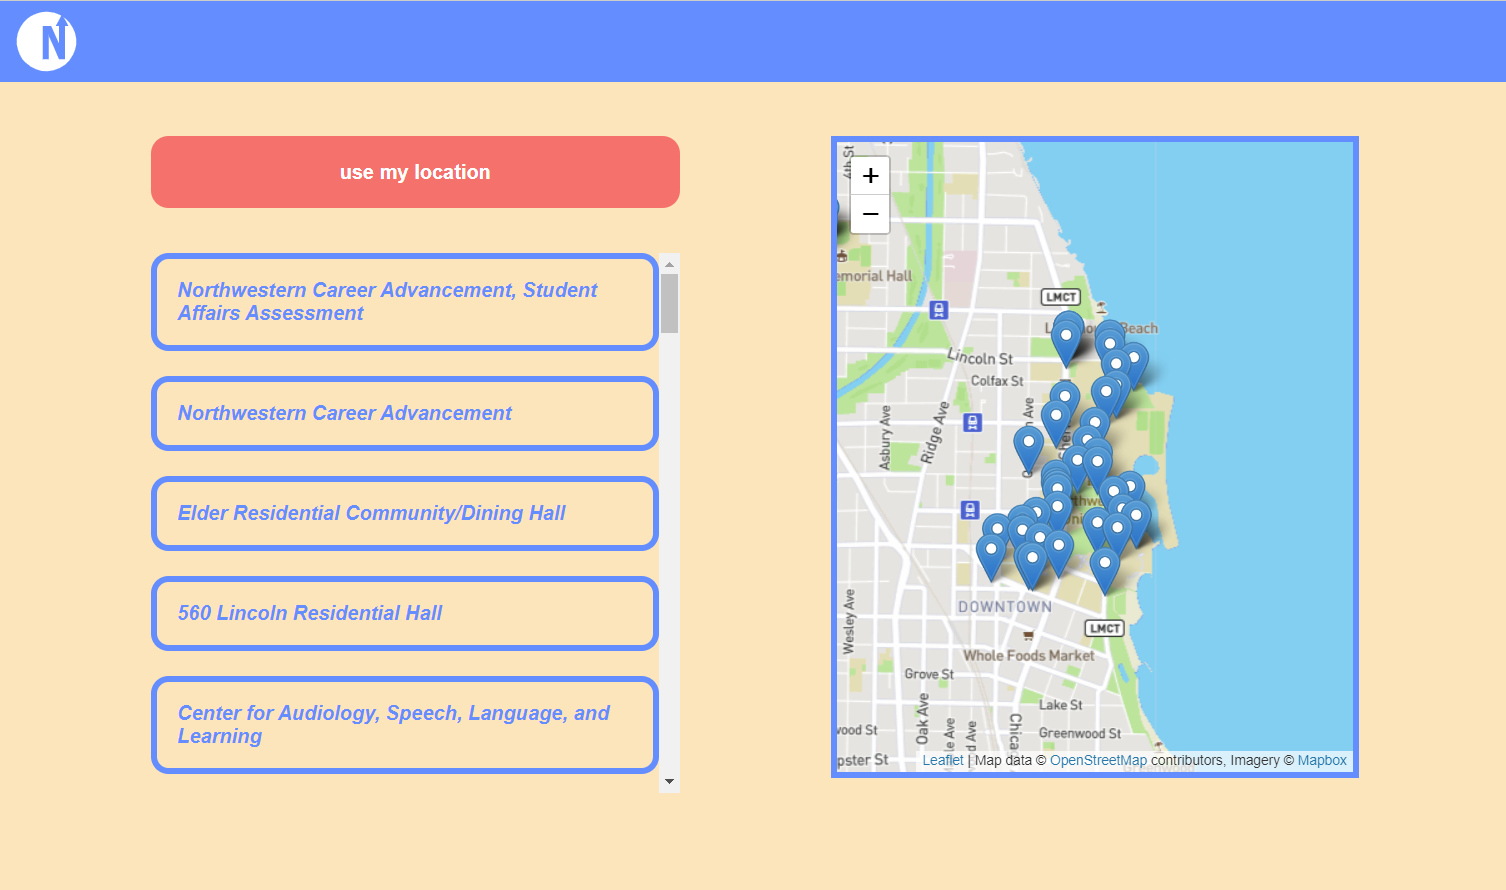 N
use my location
Northwestern Career Advancement, Student
Affairs Assessment
Northwestern Career Advancement
Elder Residential Community/Dining Hall
560 Lincoln Residential Hall
Center for Audiology, Speech, Language, and
Learning
+
−
4th St
emorial Hall
LMCT
Beach
Lincoln St
Colfax St
Asbury Ave
Ridge Ave
DOWNTOWN
LMCT
Wesley Ave
Whole Foods Market
Grove St
Oak Ave
Lake St
Greenwood St
wood St
pster St
Leaflet | Map data © OpenStreetMap contributors, Imagery © Mapbox